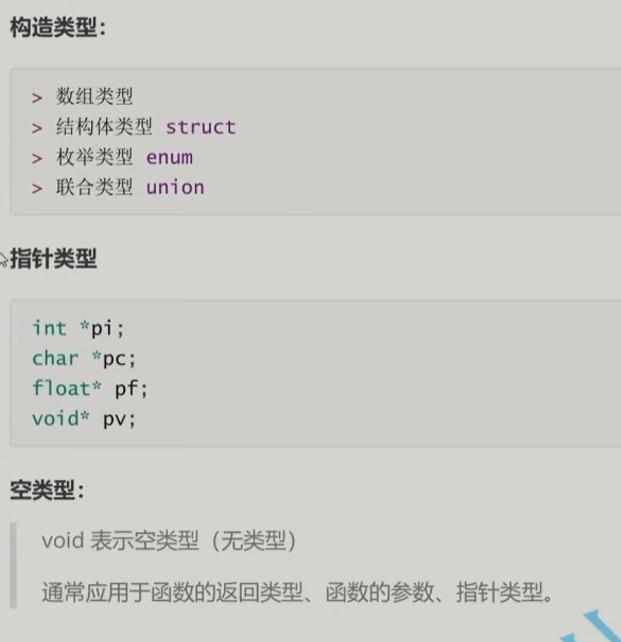 构造类型：
> 数组类型
> 结构体类型 struct
> 枚举类型 enum
> 联合类型 union
指针类型
int *pi;
char *pc;
float* pf;
void* pv;
空类型：
void 表示空类型（无类型）
通常应用于函数的返回类型、函数的参数、指针类型。